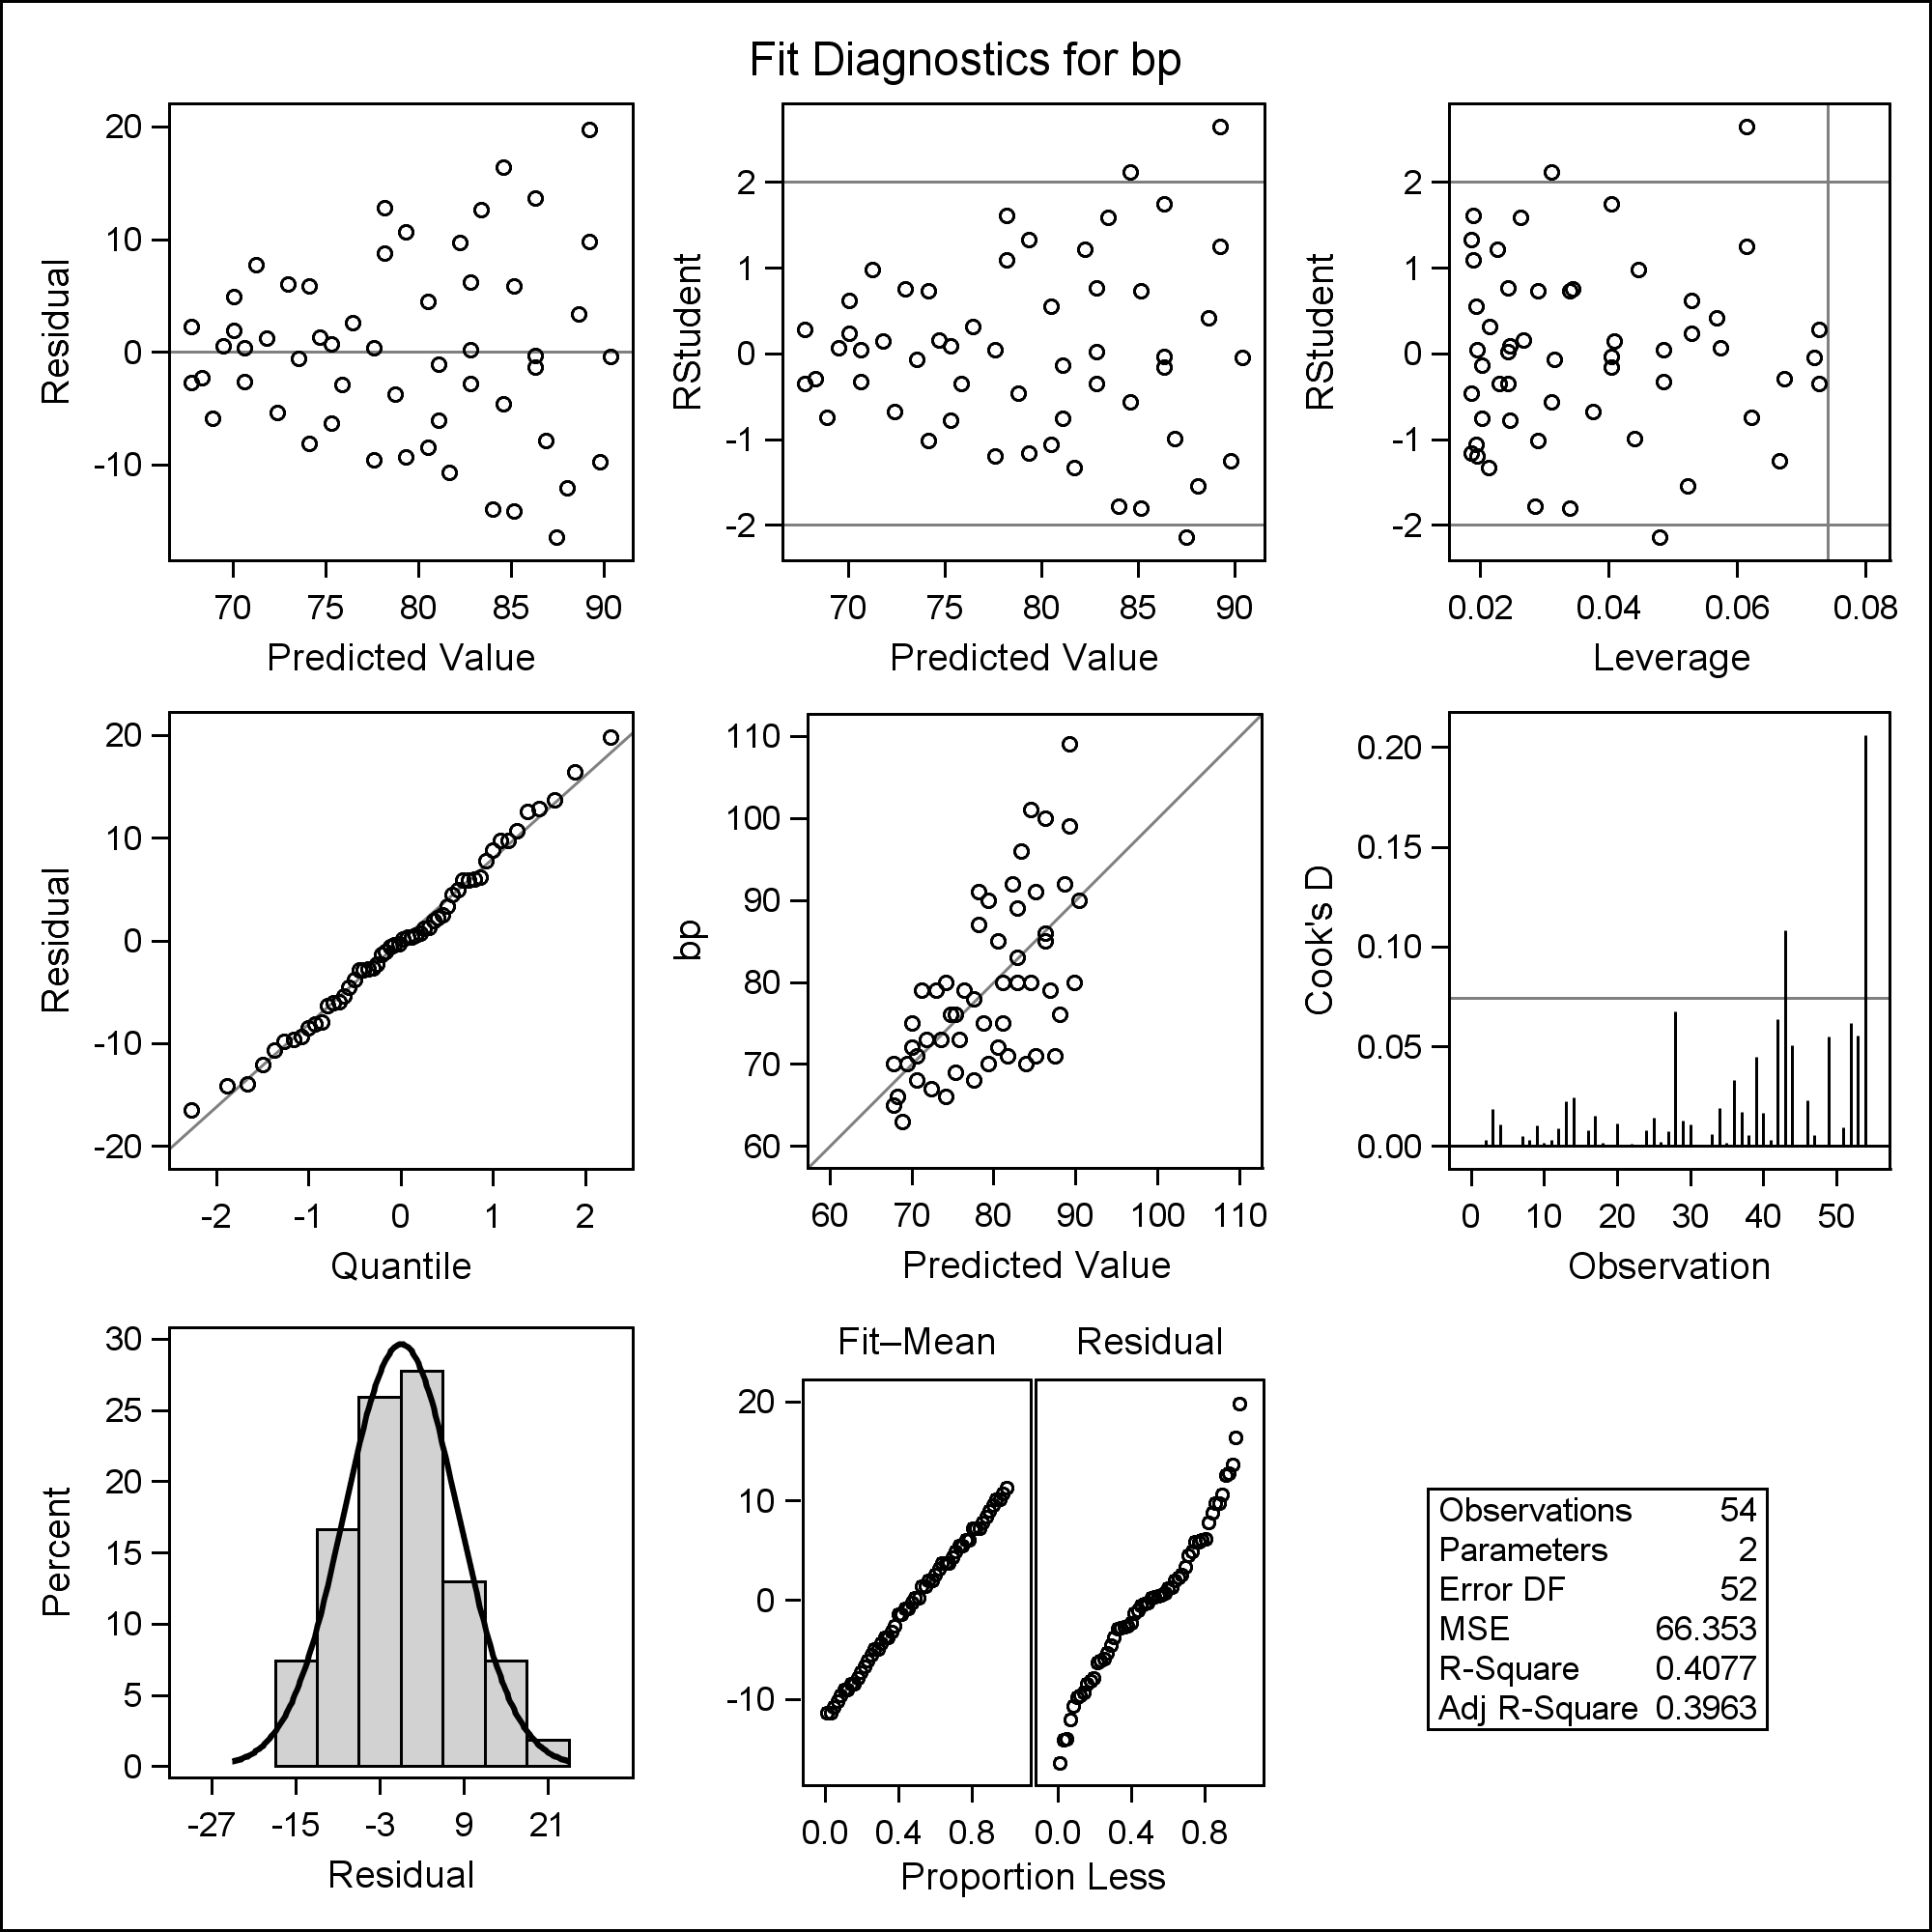 Fit Diagnostics for bp
20
10
0
-10
Residual
70 75 80 85 90
Predicted Value
2
1
0
-1
-2
RStudent
70 75 80 85 90
Predicted Value
2
1
0
-1
-2
RStudent
0.02 0.04 0.06 0.08
Leverage
20
10
0
-10
-20
Residual
-2 -1 0 1 2
Quantile
110
100
90
80
70
60
bp
60 70 80 90 100 110
Predicted Value
0.20
0.15
0.10
0.05
0.00
Cook's D
0 10 20 30 40 50
Observation
30
25
20
15
10
5
0
Percent
-27 -15 -3 9 21
Residual
Fit–Mean Residual
20
10
0
-10
0.0 0.4 0.8 0.0 0.4 0.8
Proportion Less
Observations 54
Parameters 2
Error DF 52
MSE 66.353
R-Square 0.4077
Adj R-Square 0.3963